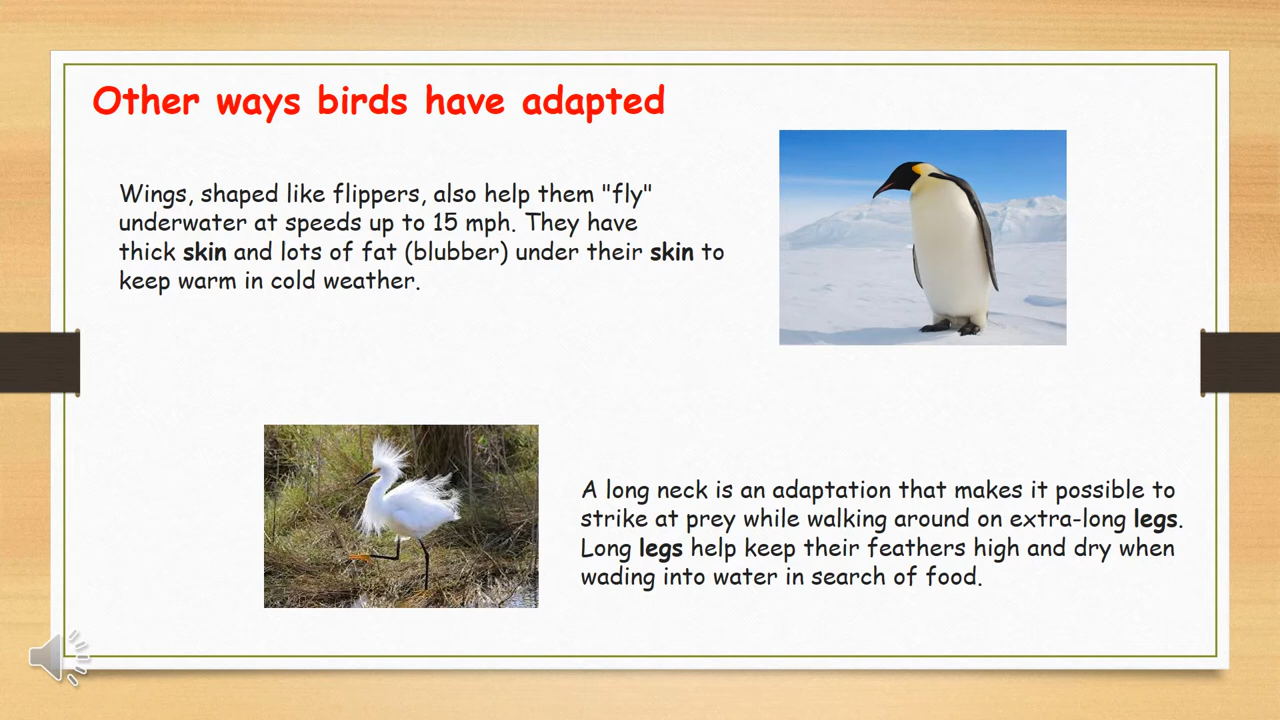 Other ways birds have adapted
Wings, shaped like flippers, also help them "fly"
underwater at speeds up to 15 mph. They have
thick skin and lots of fat (blubber) under their skin to
keep warm in cold weather.
A long neck is an adaptation that makes it possible to
strike at prey while walking around on extra-long legs.
Long legs help keep their feathers high and dry when
wading into water in search of food.